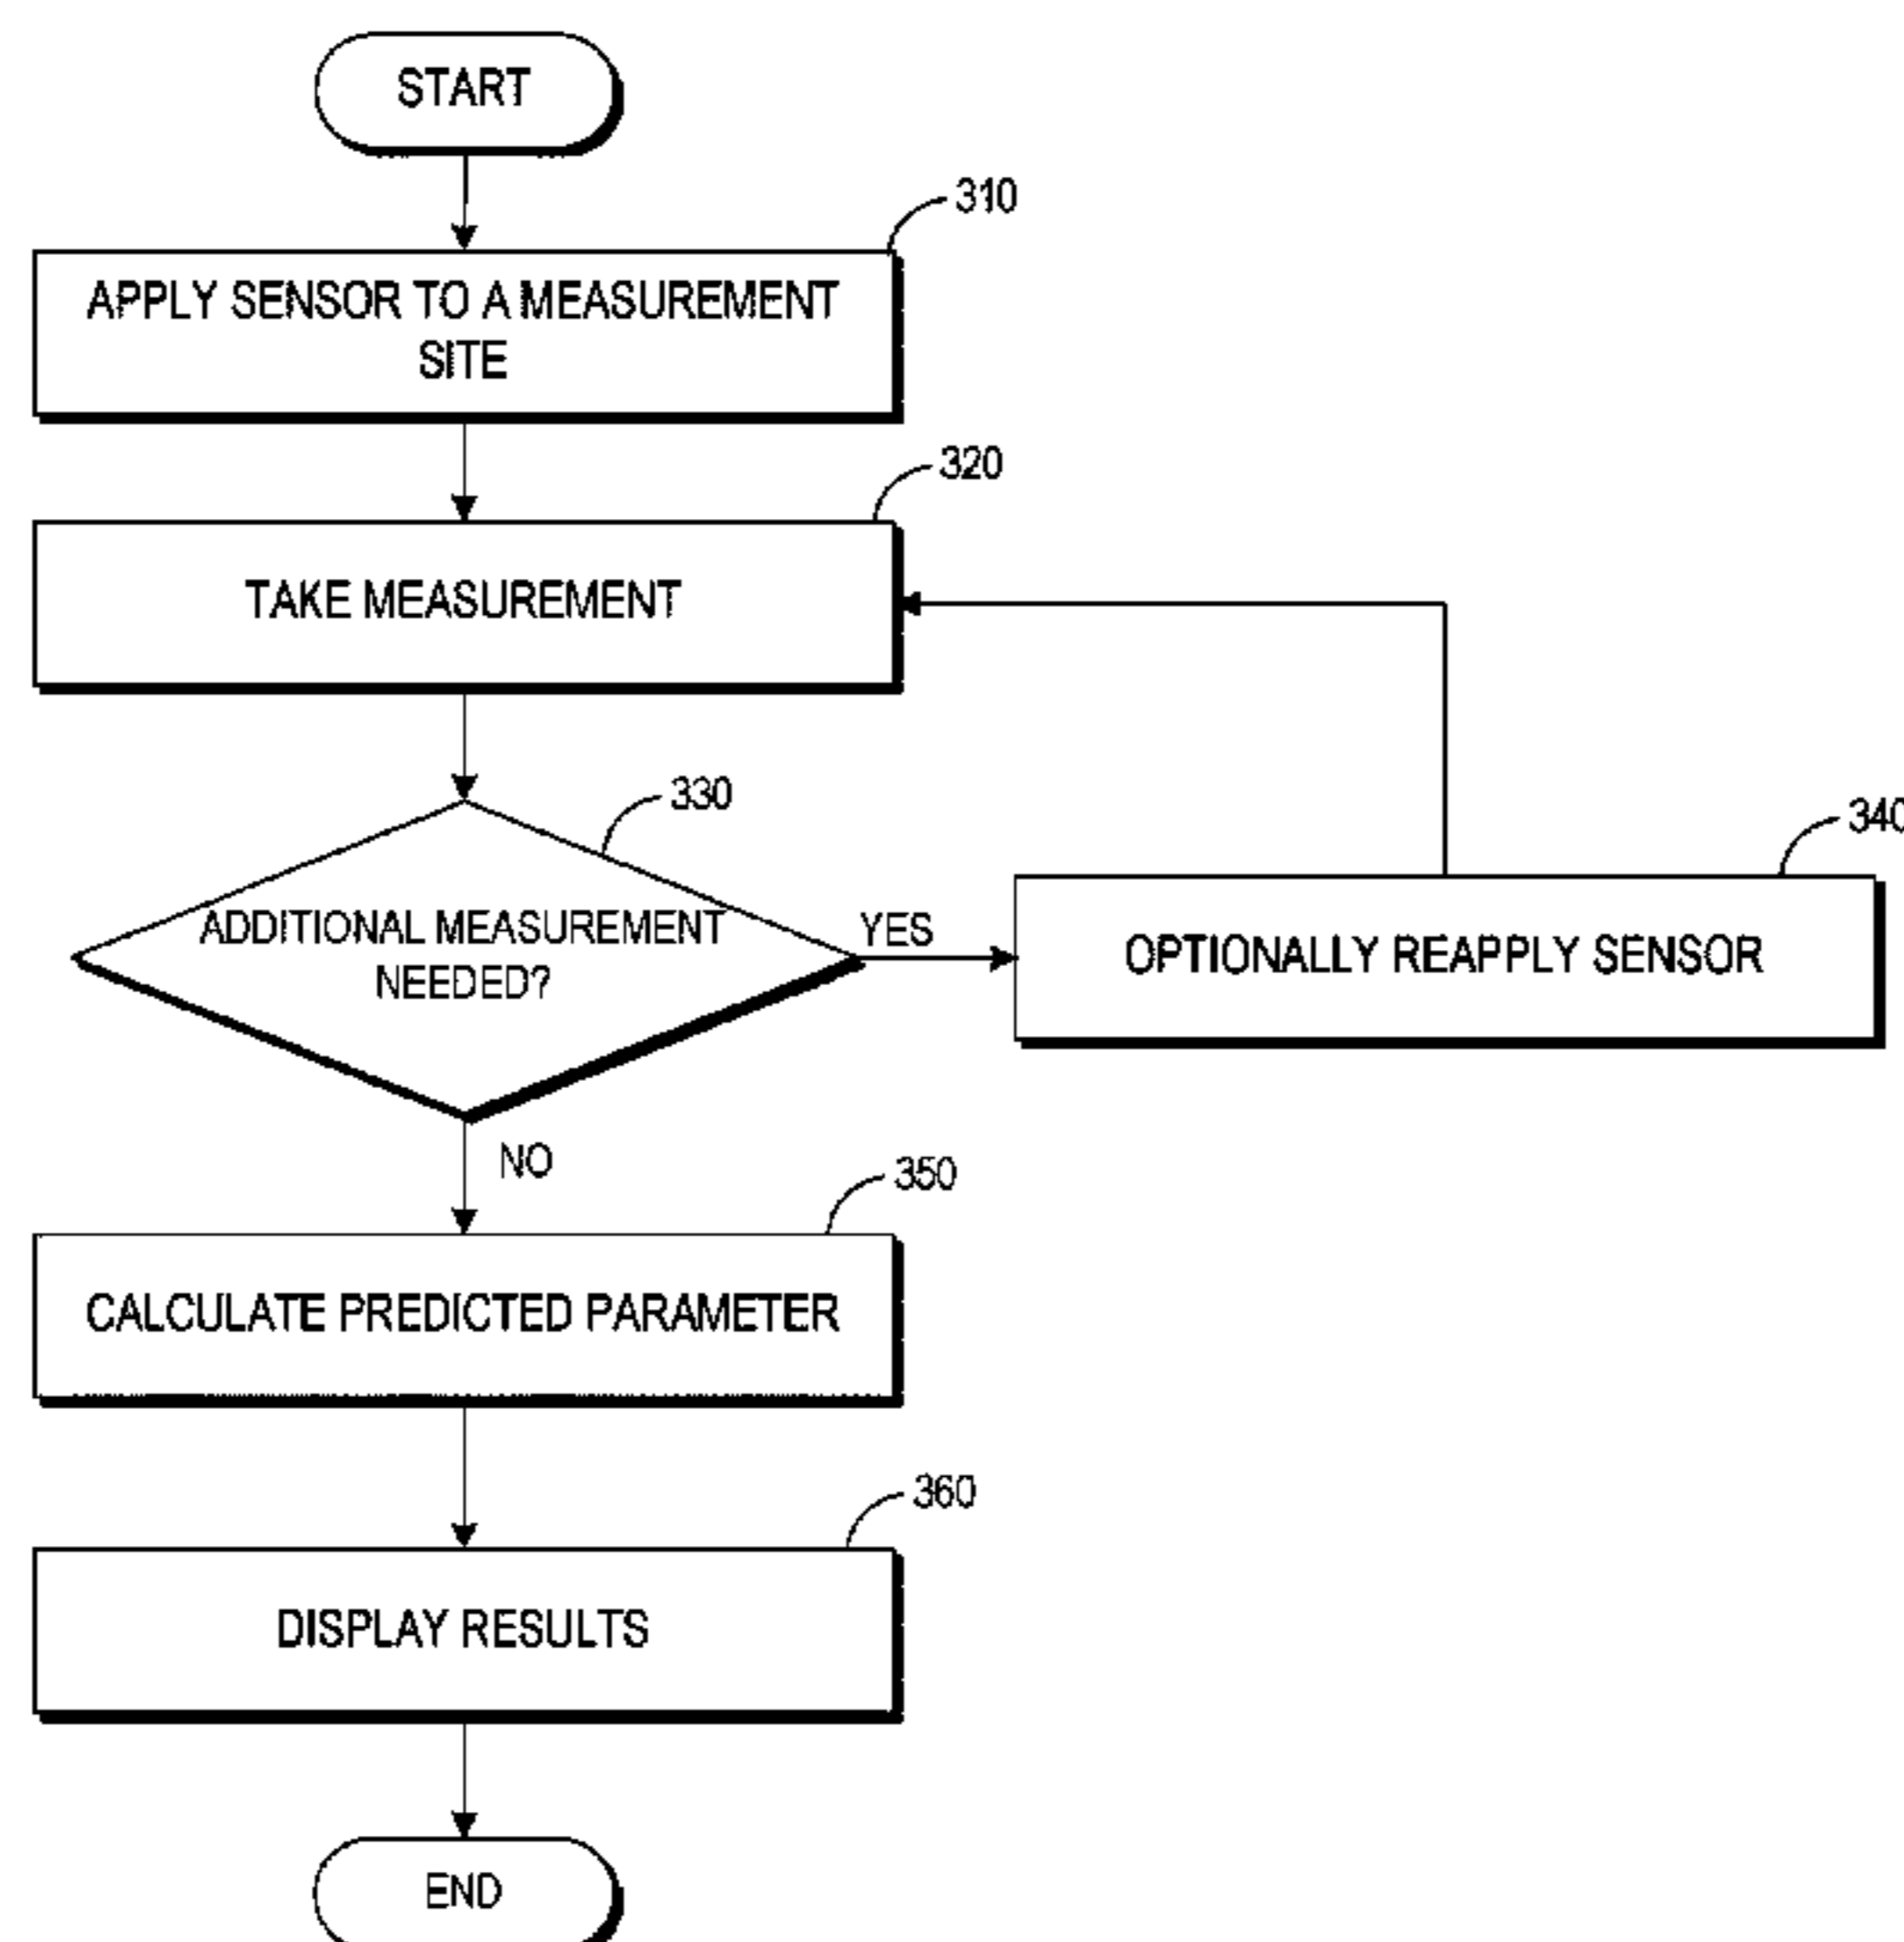 START
310
APPLY SENSOR TO A MEASUREMENT
SITE
320
TAKE MEASUREMENT
330
ADDITIONAL MEASUREMENT
NEEDED?
YES
340
OPTIONALLY REAPPLY SENSOR
NO
350
CALCULATE PREDICTED PARAMETER
360
DISPLAY RESULTS
END